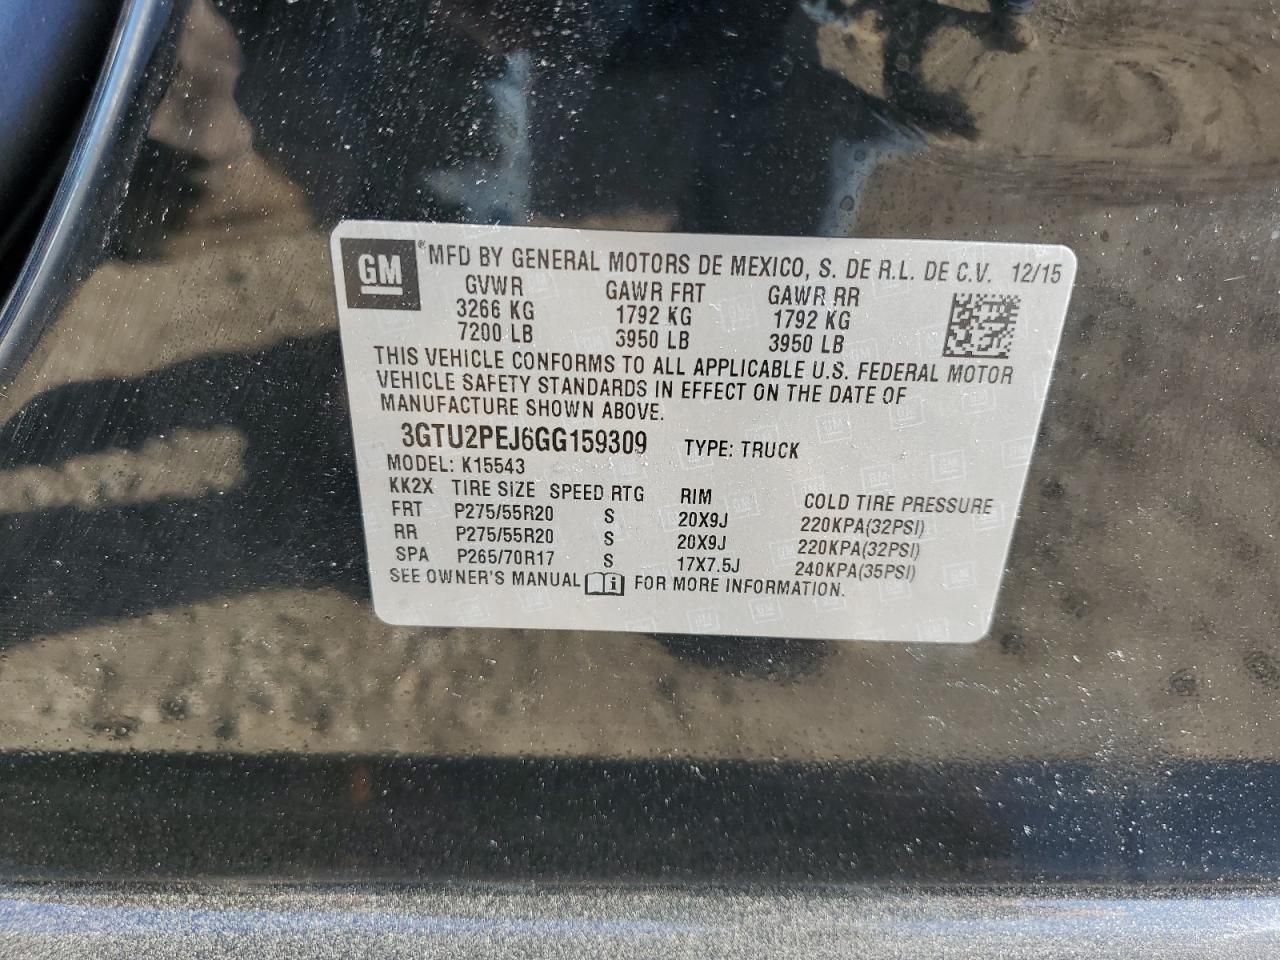 GM ® MFD BY GENERAL MOTORS DE MEXICO, S. DE R.L. DE C.V. 12/15
GVWR GAWR FRT GAWR RR
3266 KG 1792 KG 1792 KG
7200 LB 3950 LB 3950 LB
THIS VEHICLE CONFORMS TO ALL APPLICABLE U.S. FEDERAL MOTOR
VEHICLE SAFETY STANDARDS IN EFFECT ON THE DATE OF
MANUFACTURE SHOWN ABOVE.
3GTU2PEJ6GG159309 TYPE: TRUCK
MODEL: K15543
KK2X TIRE SIZE SPEED RTG RIM COLD TIRE PRESSURE
FRT P275/55R20 S 20X9J 220KPA(32PSI)
RR P275/55R20 S 20X9J 220KPA(32PSI)
SPA P265/70R17 S 17X7.5J 240KPA(35PSI)
SEE OWNER'S MANUAL i FOR MORE INFORMATION.